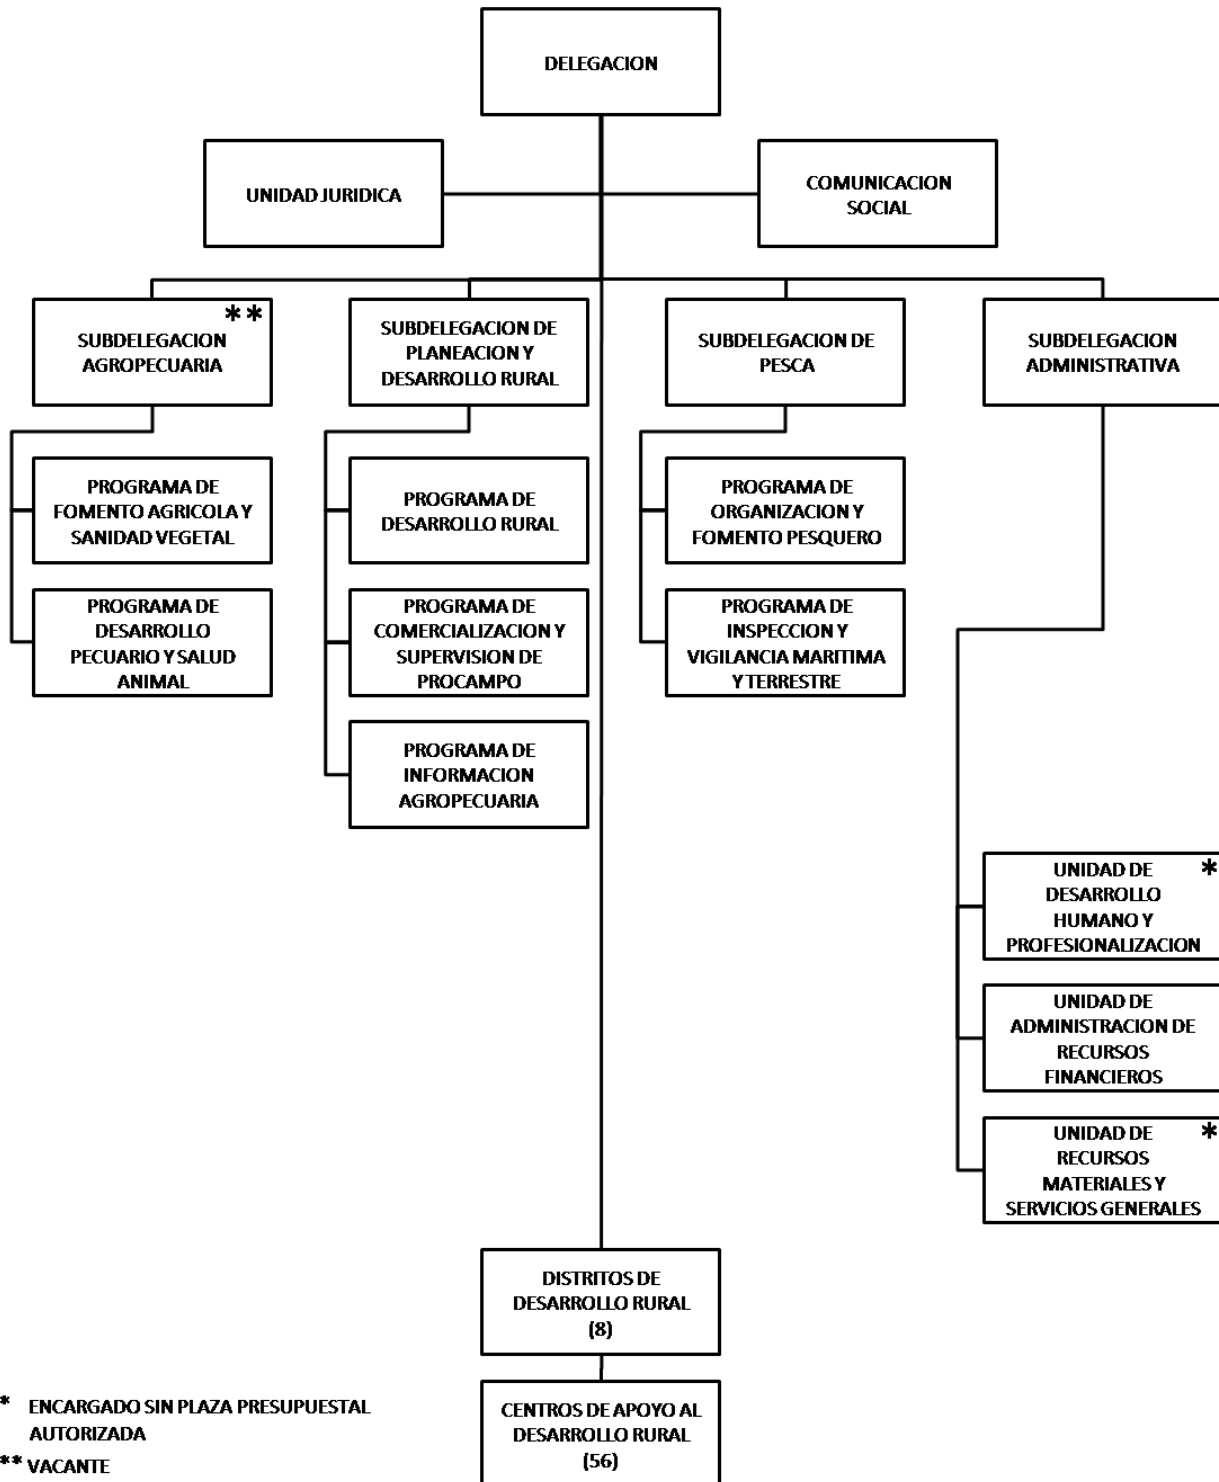 DELEGACION
UNIDAD JURIDICA
COMUNICACION
SOCIAL
**
SUBDELEGACION
AGROPECUARIA
SUBDELEGACION DE
PLANEACION Y
DESARROLLO RURAL
SUBDELEGACION DE
PESCA
SUBDELEGACION
ADMINISTRATIVA
PROGRAMA DE
FOMENTO AGRICOLA Y
SANIDAD VEGETAL
PROGRAMA DE
DESARROLLO RURAL
PROGRAMA DE
ORGANIZACION Y
FOMENTO PESQUERO
PROGRAMA DE
DESARROLLO
PECUARIO Y SALUD
ANIMAL
PROGRAMA DE
COMERCIALIZACION Y
SUPERVISION DE
PROCAMPO
PROGRAMA DE
INSPECCION Y
VIGILANCIA MARITIMA
Y TERRESTRE
PROGRAMA DE
INFORMACION
AGROPECUARIA
UNIDAD DE *
DESARROLLO
HUMANO Y
PROFESIONALIZACION
UNIDAD DE
ADMINISTRACION DE
RECURSOS
FINANCIEROS
UNIDAD DE *
RECURSOS
MATERIALES Y
SERVICIOS GENERALES
DISTRITOS DE
DESARROLLO RURAL
(8)
CENTROS DE APOYO AL
DESARROLLO RURAL
(56)
* ENCARGADO SIN PLAZA PRESUPUESTAL
AUTORIZADA
** VACANTE